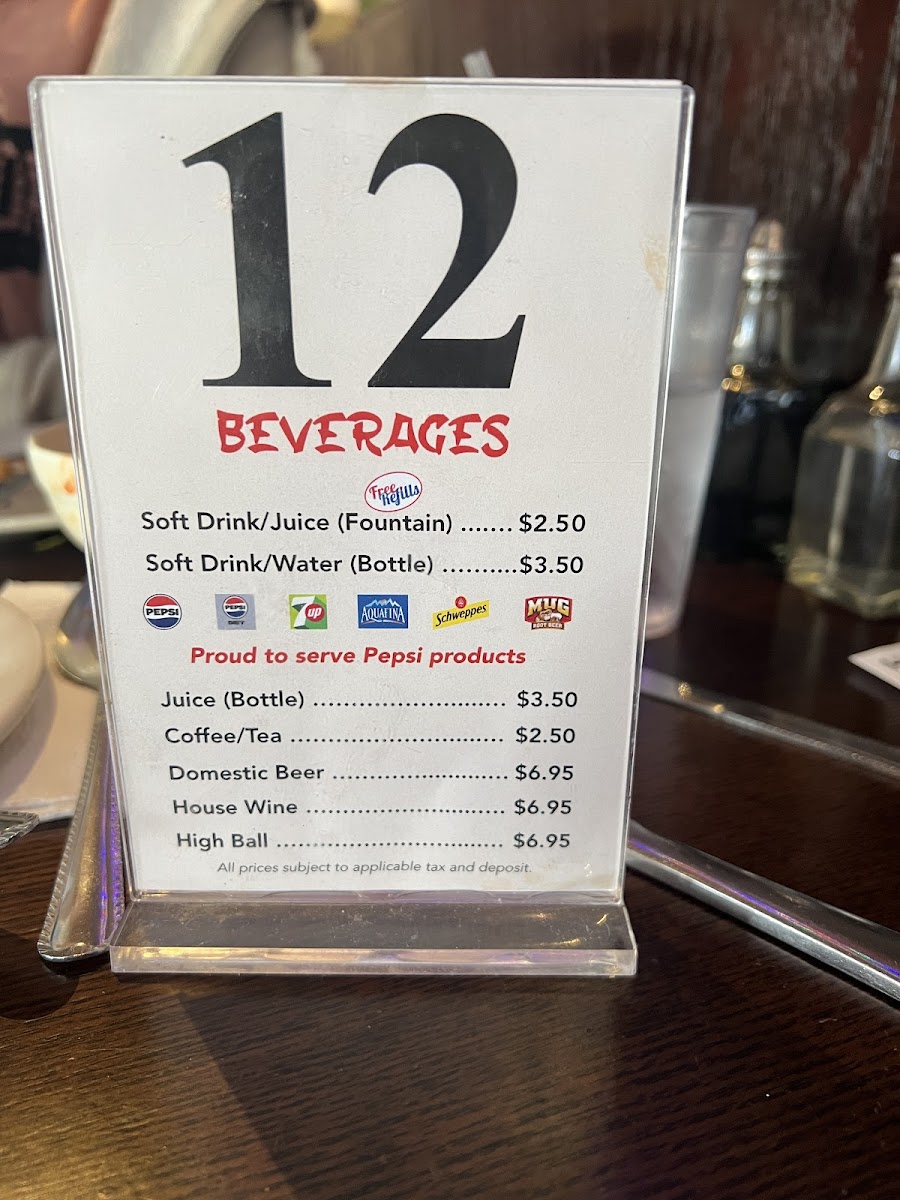 12
BEVERAGES
Free Refills
Soft Drink/Juice (Fountain) ....... $2.50
Soft Drink/Water (Bottle) ..........$3.50
PEPSI PEPSI DIET 7up AQUAFINA Schweppes MUG ROOT BEER
Proud to serve Pepsi products
Juice (Bottle) ......................... $3.50
Coffee/Tea ............................ $2.50
Domestic Beer ....................... $6.95
House Wine .......................... $6.95
High Ball .............................. $6.95
All prices subject to applicable tax and deposit.